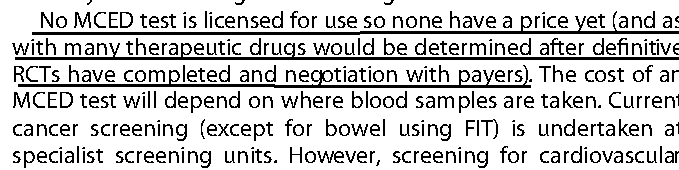 No MCED test is licensed for use so none have a price yet (and as
with many therapeutic drugs would be determined after definitive
RCTs have completed and negotiation with payers). The cost of an
MCED test will depend on where blood samples are taken. Current
cancer screening (except for bowel using FIT) is undertaken at
specialist screening units. However, screening for cardiovascular